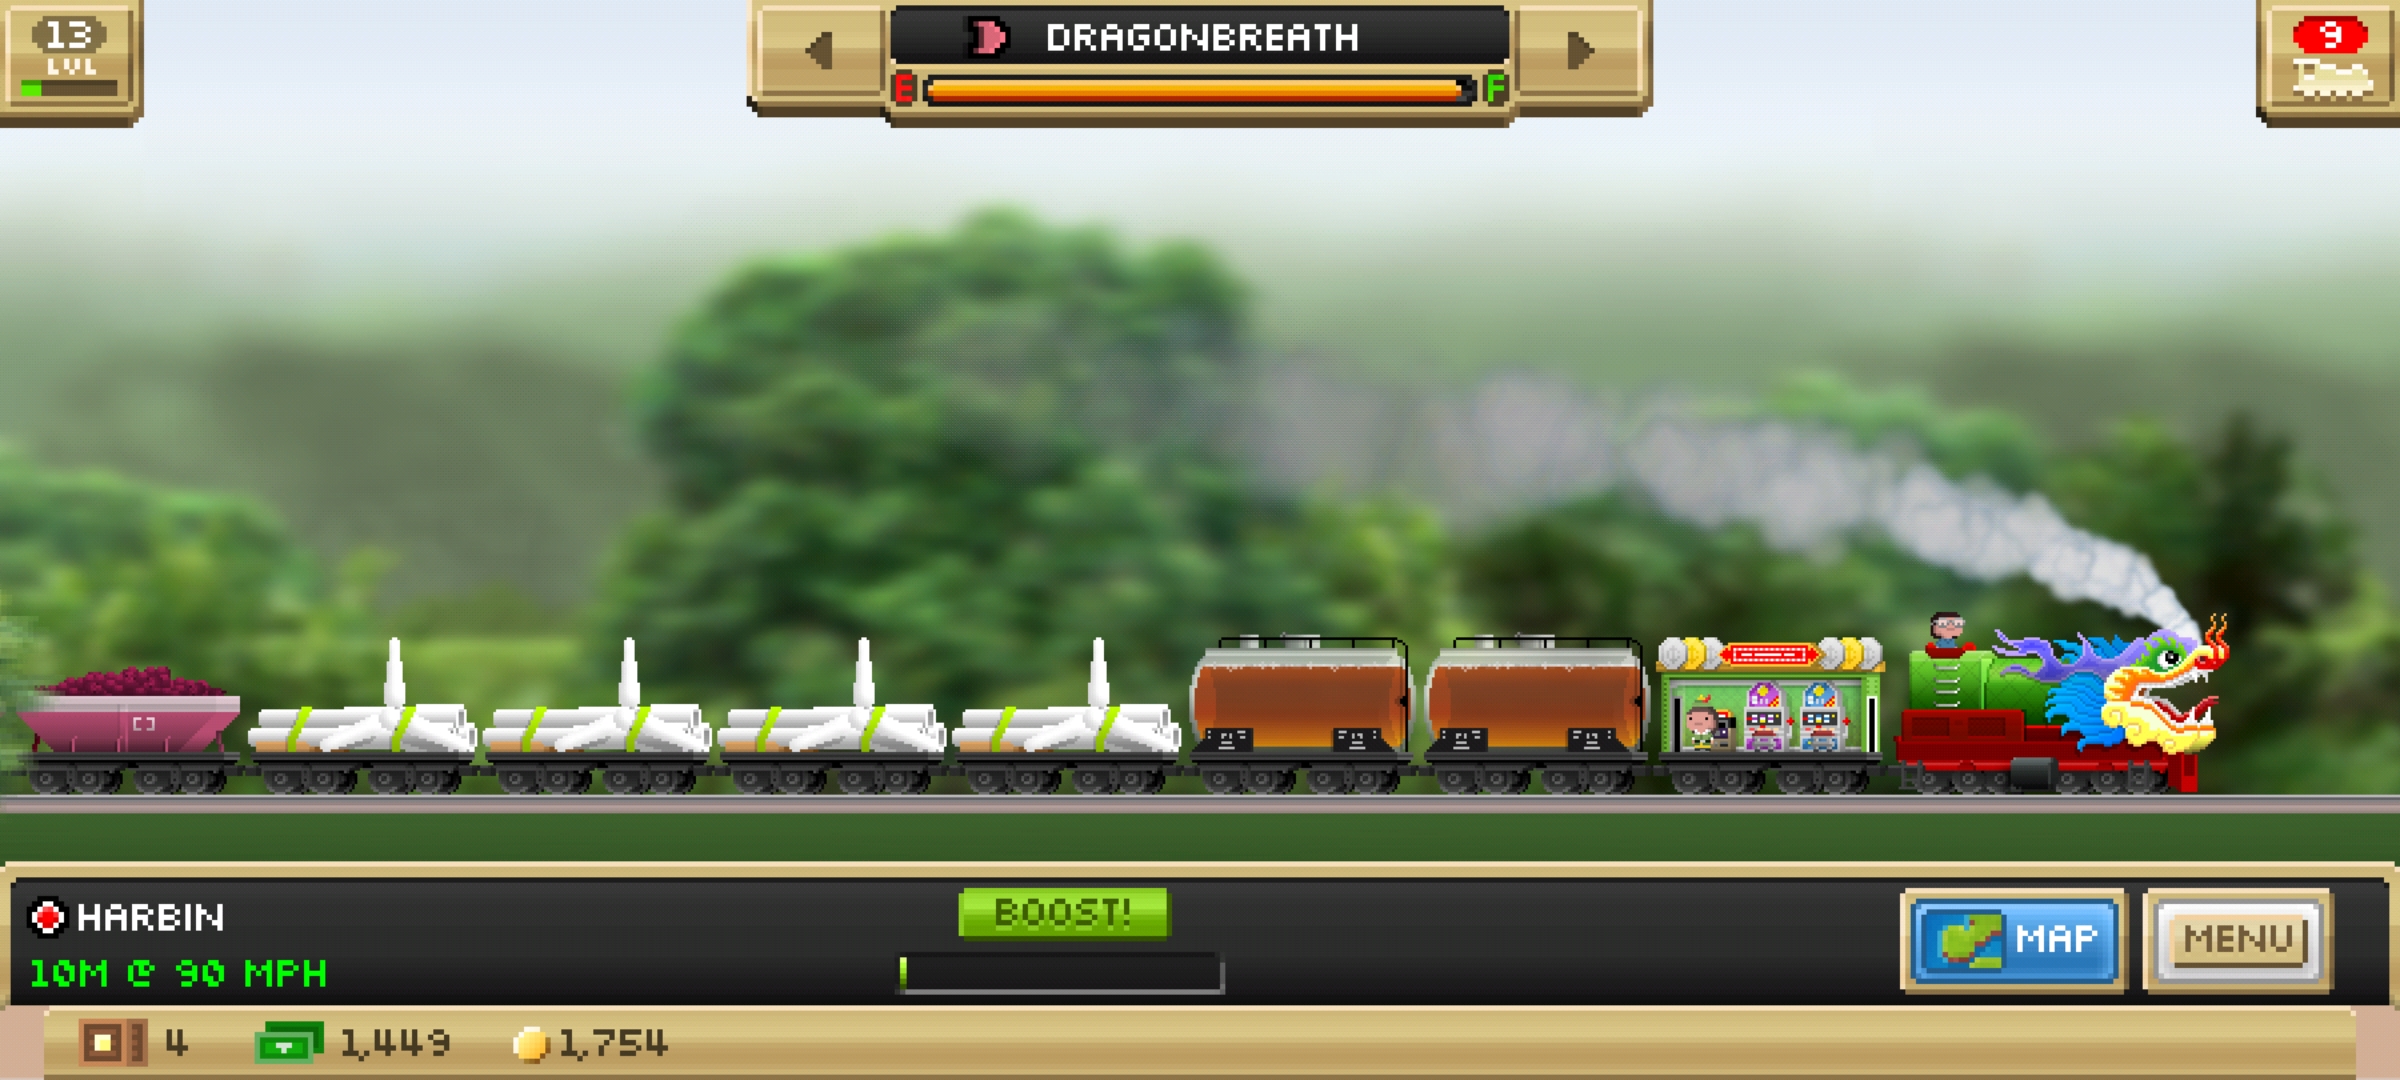 13
LVL
DRAGONBREATH
E F
9
HARBIN
10M @ 90 MPH
BOOST!
MAP
MENU
4
1,449
1,754